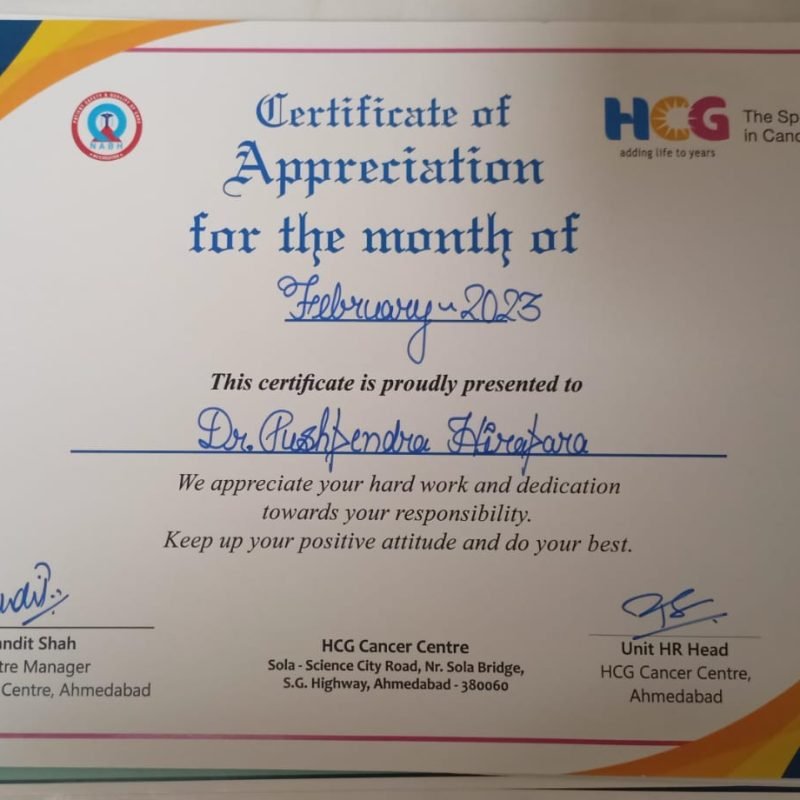 Certificate of
Appreciation
for the month of
February - 2023
NABH
HCG
adding life to years
The Sp
in Canc
This certificate is proudly presented to
Dr. Pushpendra Hirapara
We appreciate your hard work and dedication
towards your responsibility.
Keep up your positive attitude and do your best.
ndit Shah
tre Manager
Centre, Ahmedabad
HCG Cancer Centre
Sola - Science City Road, Nr. Sola Bridge,
S.G. Highway, Ahmedabad - 380060
Unit HR Head
HCG Cancer Centre,
Ahmedabad